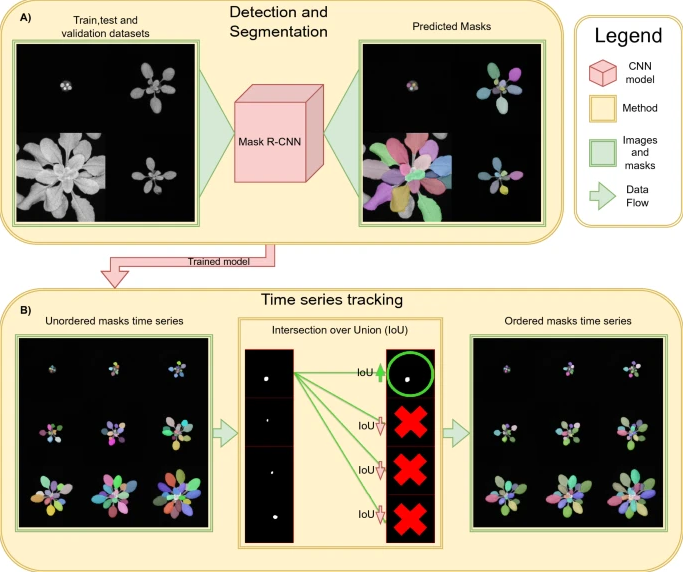 A)
Train,test and
validation datasets
Detection and
Segmentation
Predicted Masks
Mask R-CNN
Legend
CNN
model
Method
Images
and
masks
Data
Flow
Trained model
B)
Time series tracking
Unordered masks time series
Intersection over Union (IoU)
Ordered masks time series
IoU
IoU
IoU
IoU